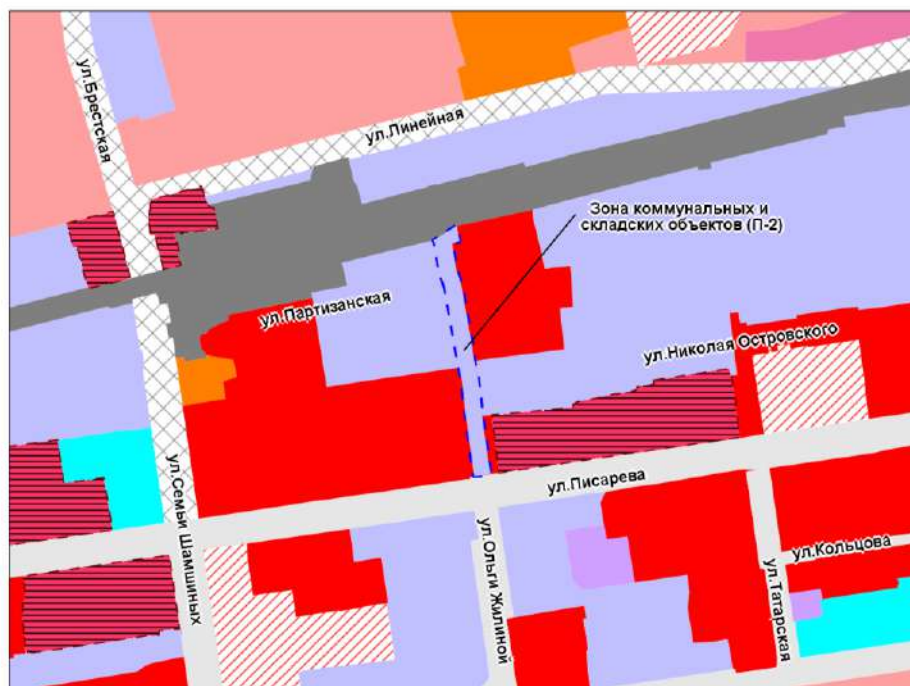 ул.Брестская
ул.Линейная
Зона коммунальных и
складских объектов (П-2)
ул.Партизанская
ул.Николая Островского
ул.Писарева
ул.Семьи Шамшиных
ул.Ольги Жилиной
ул.Кольцова
ул.Татарская